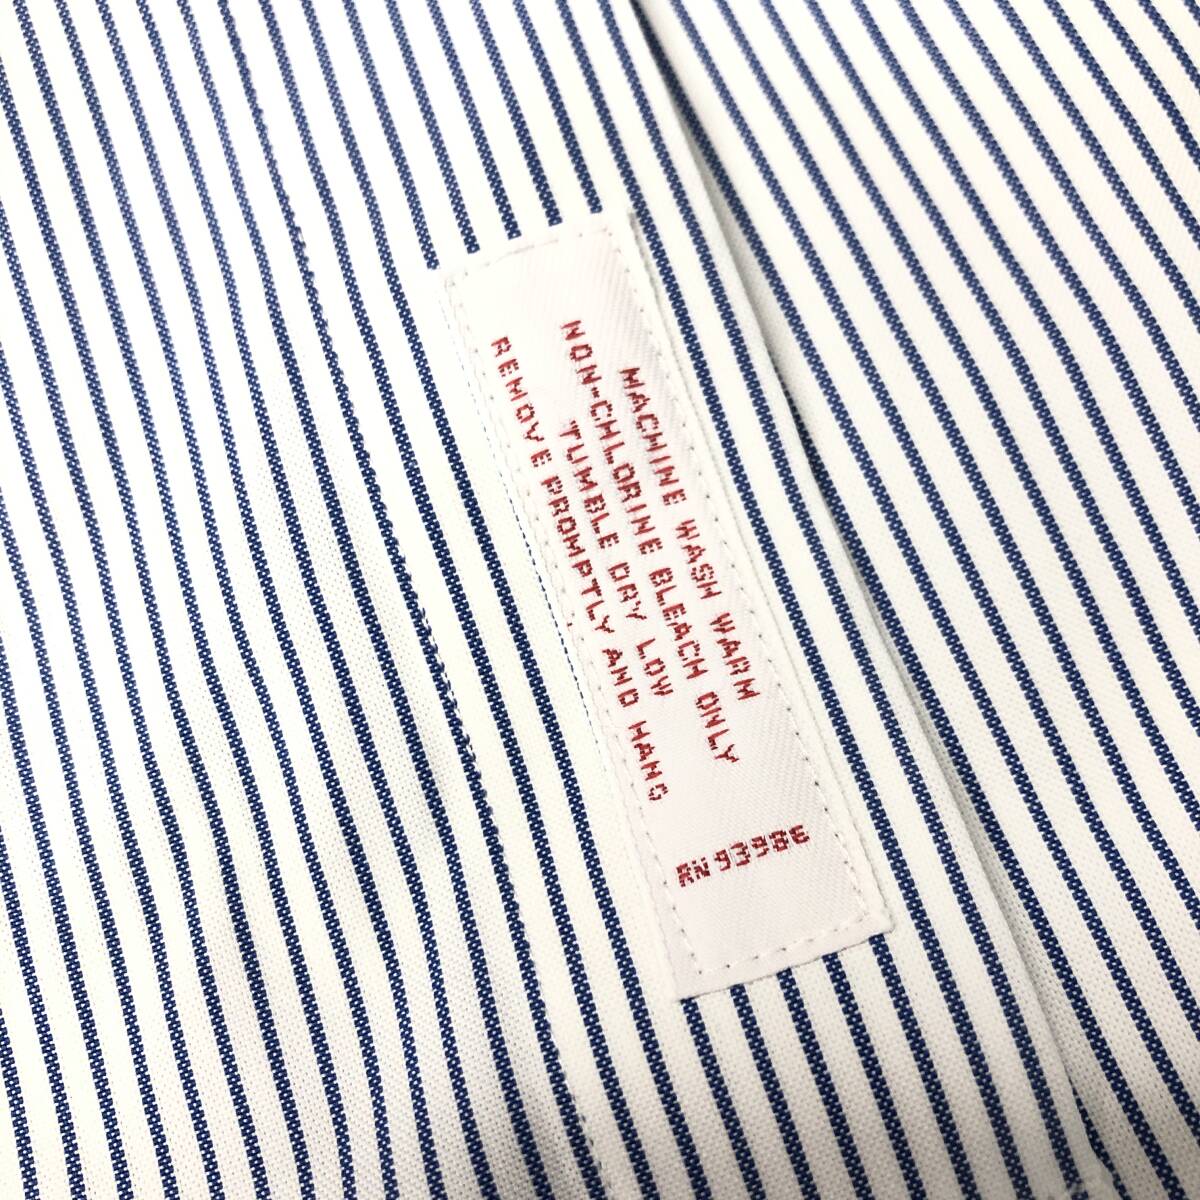 MACHINE WASH WARM
NON-CHLORINE BLEACH ONLY
TUMBLE DRY LOW
REMOVE PROMPTLY AND HANG
RN 93986